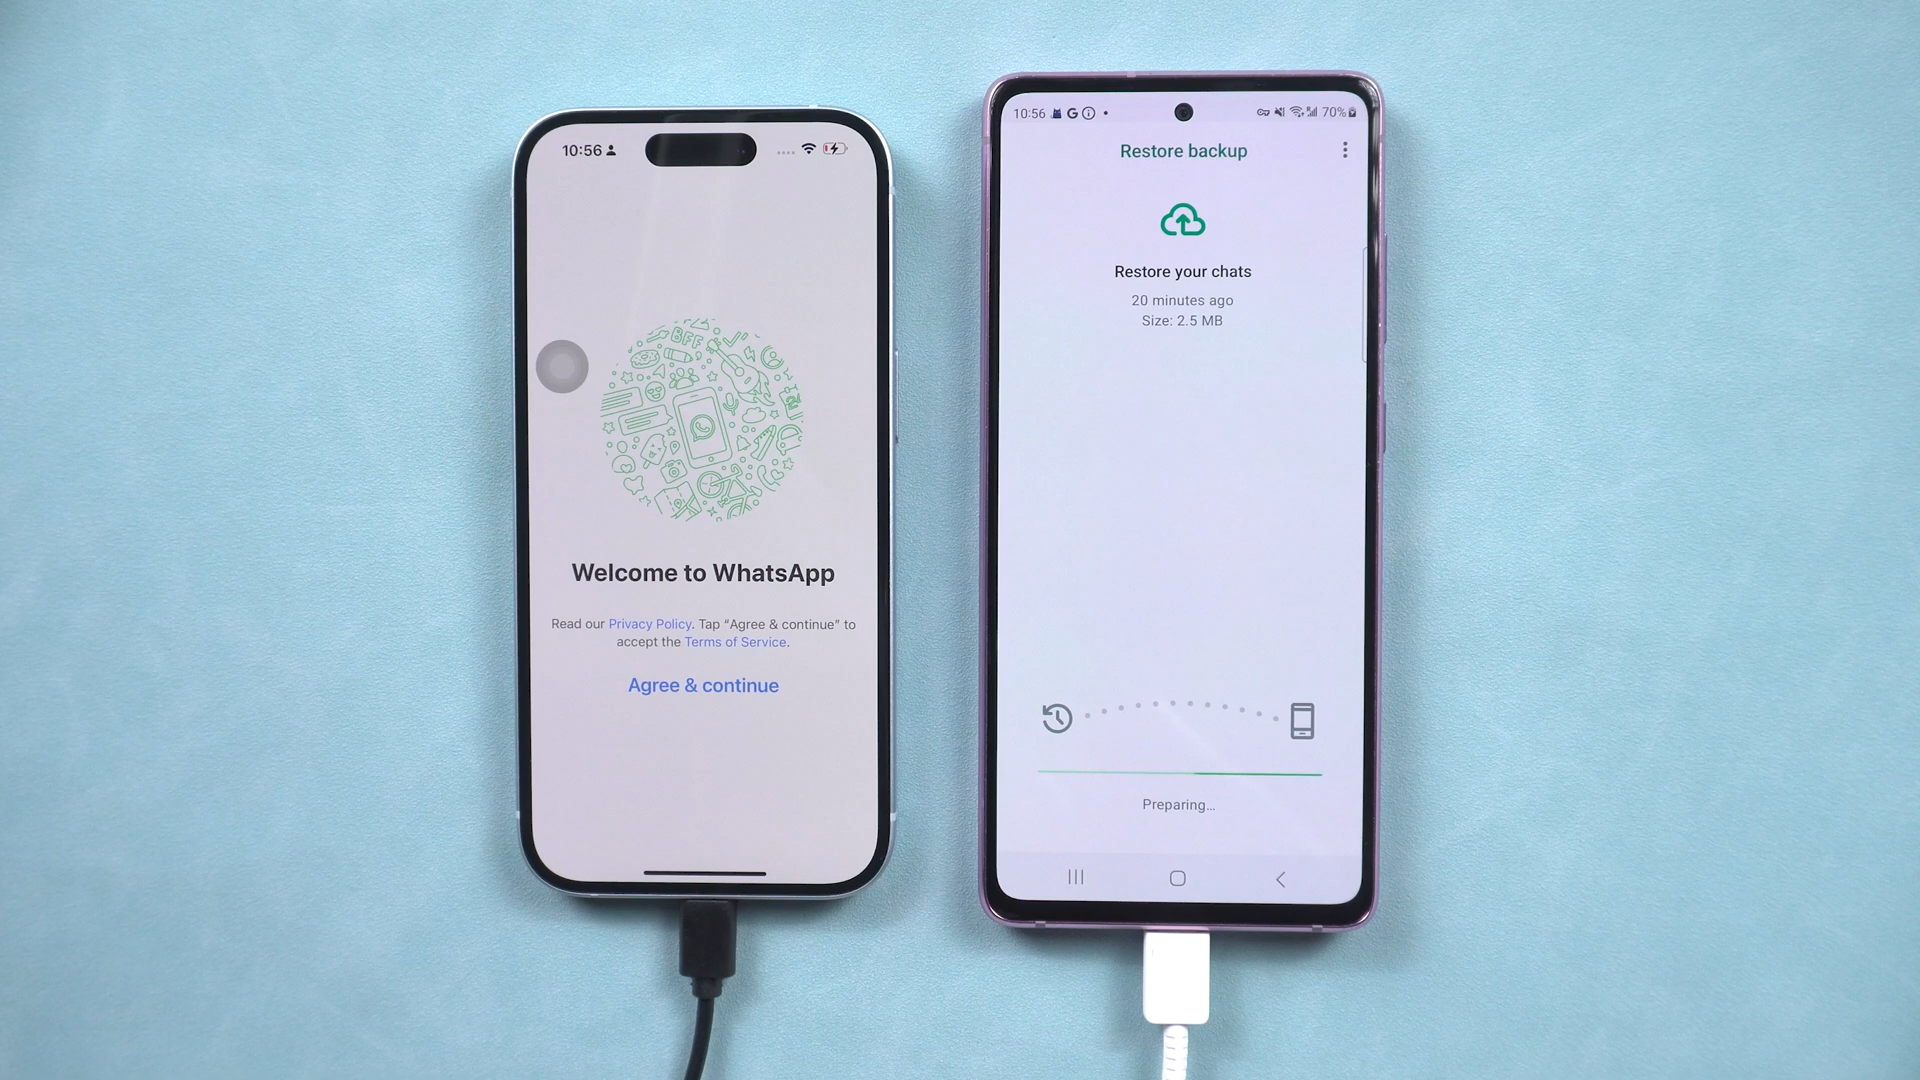 10:56
BFF
Welcome to WhatsApp
Read our Privacy Policy. Tap “Agree & continue” to
accept the Terms of Service.
Agree & continue
10:56 G 70%
Restore backup
Restore your chats
20 minutes ago
Size: 2.5 MB
Preparing...